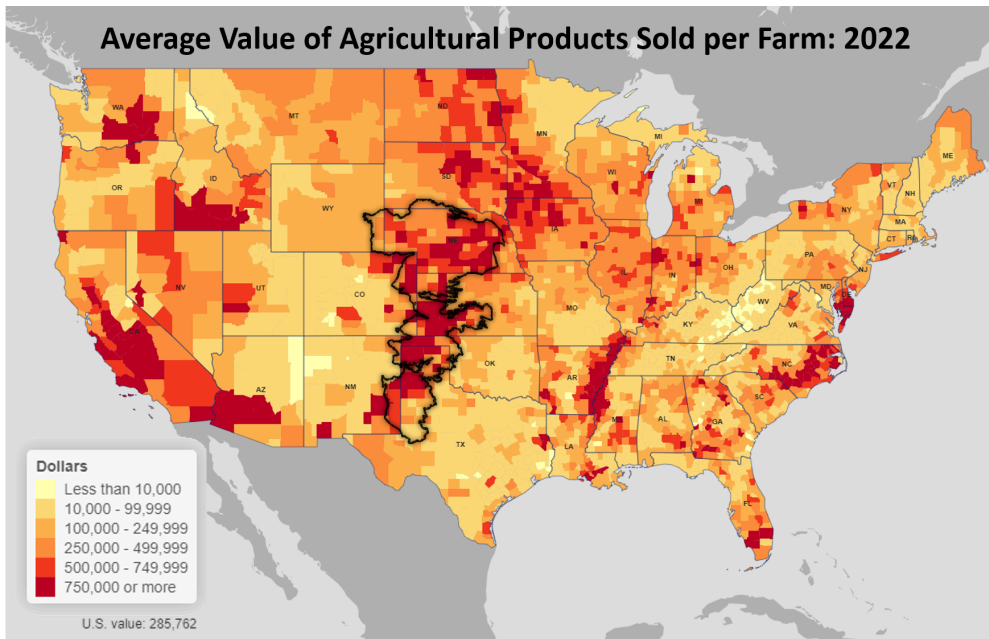 Average Value of Agricultural Products Sold per Farm: 2022
WA
MT
ND
MN
MI
ME
OR
ID
SD
WI
VT
NH
WY
MI
NY
MA
CT
RI
NE
IA
PA
NJ
NV
UT
CO
IL
IN
OH
MD
DE
WV
CA
MO
KY
VA
AZ
NM
OK
AR
TN
NC
SC
TX
LA
MS
AL
GA
FL
Dollars
Less than 10,000
10,000 - 99,999
100,000 - 249,999
250,000 - 499,999
500,000 - 749,999
750,000 or more
U.S. value: 285,762